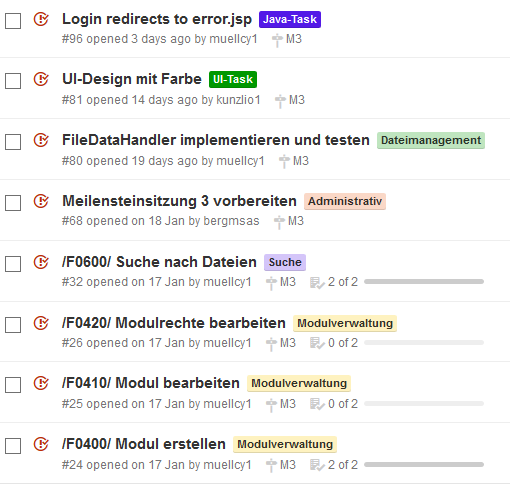 Login redirects to error.jsp Java-Task
#96 opened 3 days ago by muellcy1 M3
UI-Design mit Farbe UI-Task
#81 opened 14 days ago by kunzlio1 M3
FileDataHandler implementieren und testen Dateimanagement
#80 opened 19 days ago by muellcy1 M3
Meilensteinsitzung 3 vorbereiten Administrativ
#68 opened on 18 Jan by bergmsas M3
/F0600/ Suche nach Dateien Suche
#32 opened on 17 Jan by muellcy1 M3 2 of 2
/F0420/ Modulrechte bearbeiten Modulverwaltung
#26 opened on 17 Jan by muellcy1 M3 0 of 2
/F0410/ Modul bearbeiten Modulverwaltung
#25 opened on 17 Jan by muellcy1 M3 0 of 2
/F0400/ Modul erstellen Modulverwaltung
#24 opened on 17 Jan by muellcy1 M3 2 of 2